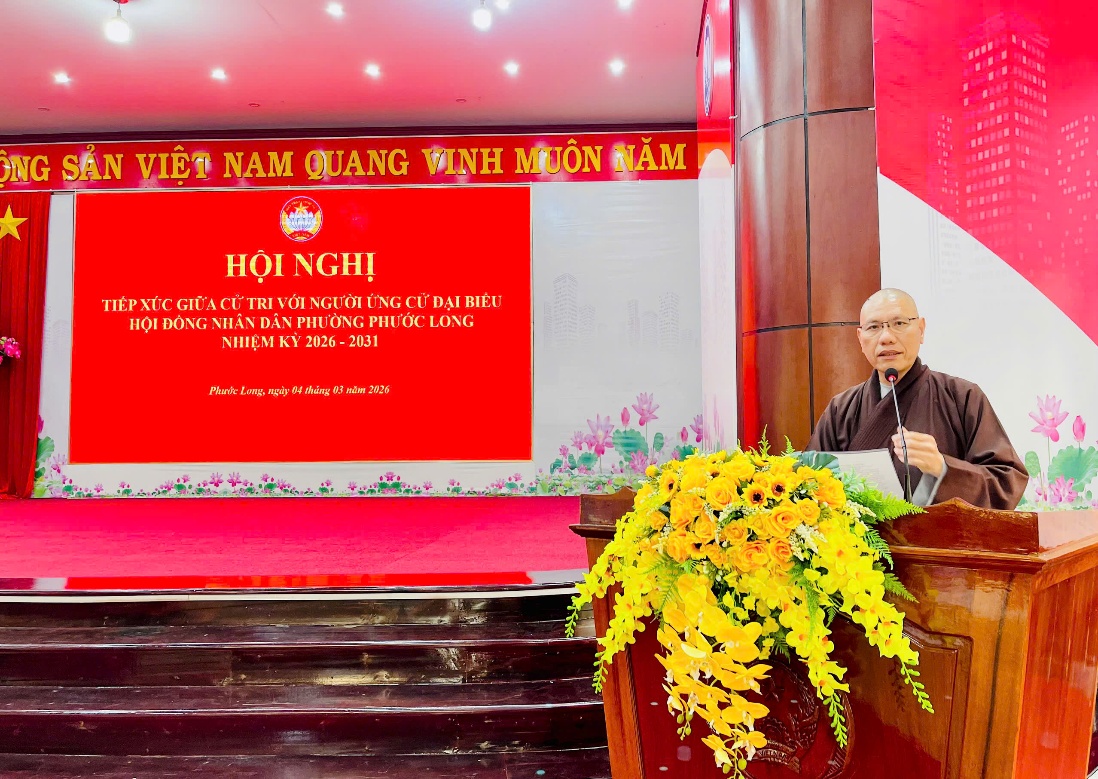 ỘNG SẢN VIỆT NAM QUANG VINH MUÔN NĂM
HỘI NGHỊ
TIẾP XÚC GIỮA CỬ TRI VỚI NGƯỜI ỨNG CỬ ĐẠI BIỂU
HỘI ĐỒNG NHÂN DÂN PHƯỜNG PHƯỚC LONG
NHIỆM KỲ 2026 - 2031
Phước Long, ngày 04 tháng 03 năm 2026